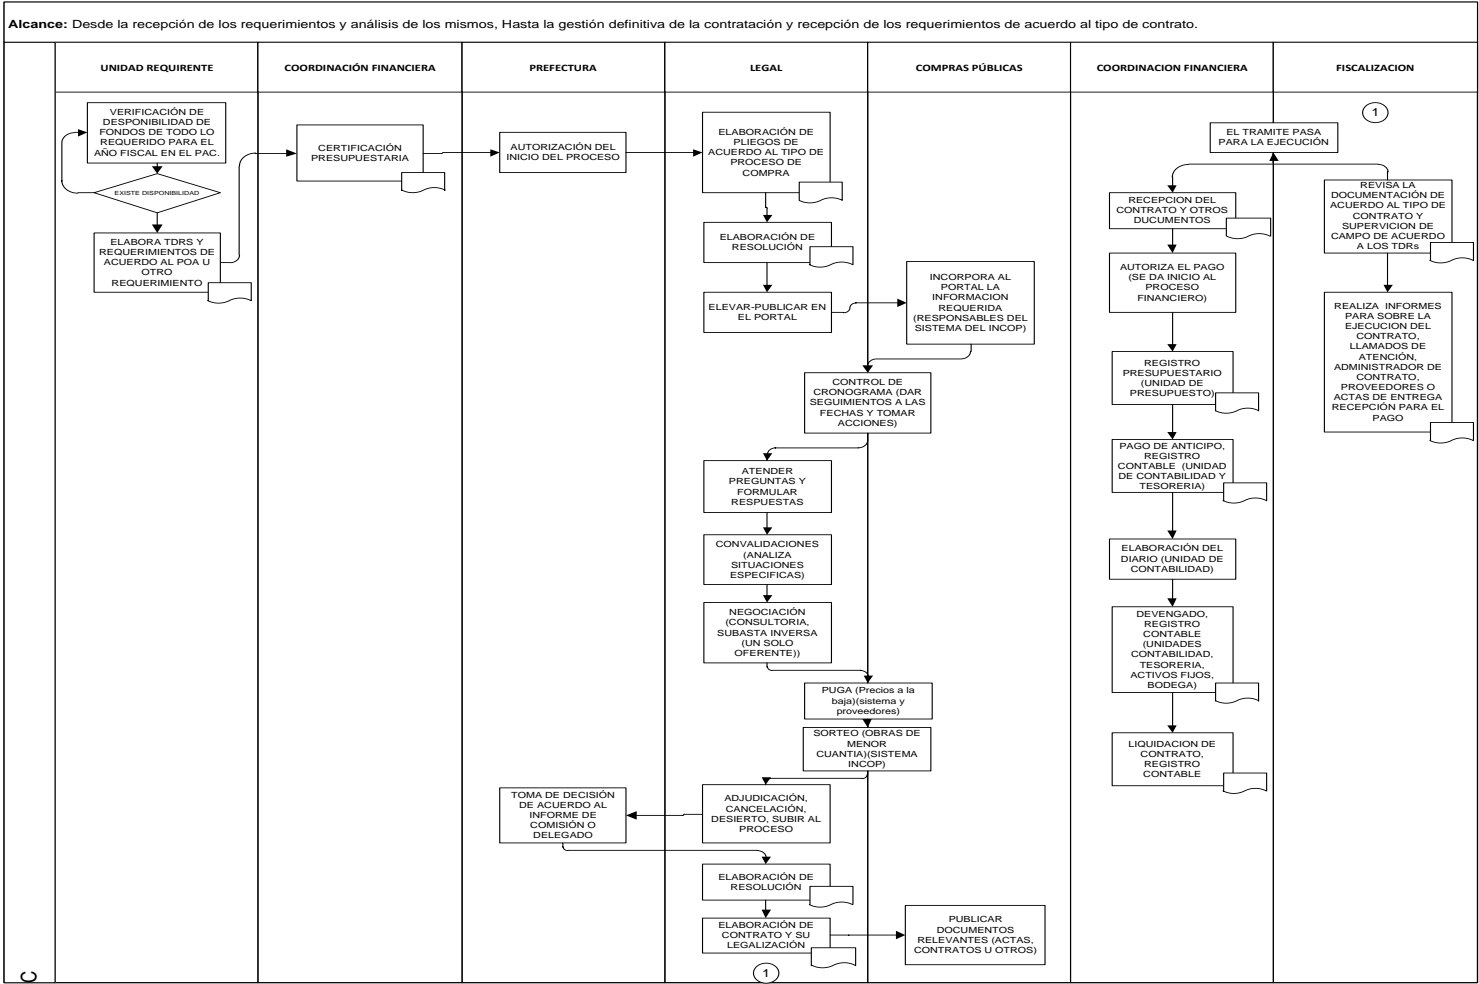 Alcance: Desde la recepción de los requerimientos y análisis de los mismos, Hasta la gestión definitiva de la contratación y recepción de los requerimientos de acuerdo al tipo de contrato.
UNIDAD REQUIRENTE
COORDINACIÓN FINANCIERA
PREFECTURA
LEGAL
COMPRAS PÚBLICAS
COORDINACION FINANCIERA
FISCALIZACION
VERIFICACIÓN DE
DESPONIBILIDAD DE
FONDOS DE TODO LO
REQUERIDO PARA EL
AÑO FISCAL EN EL PAC.
EXISTE DISPONIBILIDAD
ELABORA TDRS Y
REQUERIMIENTOS DE
ACUERDO AL POA U
OTRO
REQUERIMIENTO
CERTIFICACIÓN
PRESUPUESTARIA
AUTORIZACIÓN DEL
INICIO DEL PROCESO
ELABORACIÓN DE
PLIEGOS DE
ACUERDO AL TIPO DE
PROCESO DE
COMPRA
ELABORACIÓN DE
RESOLUCIÓN
ELEVAR-PUBLICAR EN
EL PORTAL
INCORPORA AL
PORTAL LA
INFORMACION
REQUERIDA
(RESPONSABLES DEL
SISTEMA DEL INCOP)
CONTROL DE
CRONOGRAMA (DAR
SEGUIMIENTOS A LAS
FECHAS Y TOMAR
ACCIONES)
ATENDER
PREGUNTAS Y
FORMULAR
RESPUESTAS
CONVALIDACIONES
(ANALIZA
SITUACIONES
ESPECIFICAS)
NEGOCIACIÓN
(CONSULTORIA,
SUBASTA INVERSA
(UN SOLO
OFERENTE))
PUGA (Precios a la
baja)(sistema y
proveedores)
SORTEO (OBRAS DE
MENOR
CUANTIA)(SISTEMA
INCOP)
ADJUDICACIÓN,
CANCELACIÓN,
DESIERTO, SUBIR AL
PROCESO
TOMA DE DECISIÓN
DE ACUERDO AL
INFORME DE
COMISIÓN O
DELEGADO
ELABORACIÓN DE
RESOLUCIÓN
ELABORACIÓN DE
CONTRATO Y SU
LEGALIZACIÓN
1
PUBLICAR
DOCUMENTOS
RELEVANTES (ACTAS,
CONTRATOS U OTROS)
1
EL TRAMITE PASA
PARA LA EJECUCIÓN
RECEPCION DEL
CONTRATO Y OTROS
DUCUMENTOS
AUTORIZA EL PAGO
(SE DA INICIO AL
PROCESO
FINANCIERO)
REGISTRO
PRESUPUESTARIO
(UNIDAD DE
PRESUPUESTO)
PAGO DE ANTICIPO,
REGISTRO
CONTABLE (UNIDAD
DE CONTABILIDAD Y
TESORERIA)
ELABORACIÓN DEL
DIARIO (UNIDAD DE
CONTABILIDAD)
DEVENGADO,
REGISTRO
CONTABLE
(UNIDADES
CONTABILIDAD,
TESORERIA,
ACTIVOS FIJOS,
BODEGA)
LIQUIDACION DE
CONTRATO,
REGISTRO
CONTABLE
REVISA LA
DOCUMENTACIÓN DE
ACUERDO AL TIPO DE
CONTRATO Y
SUPERVICION DE
CAMPO DE ACUERDO
A LOS TDRs
REALIZA INFORMES
PARA SOBRE LA
EJECUCION DEL
CONTRATO,
LLAMADOS DE
ATENCIÓN,
ADMINISTRADOR DE
CONTRATO,
PROVEEDORES O
ACTAS DE ENTREGA
RECEPCIÓN PARA EL
PAGO
C